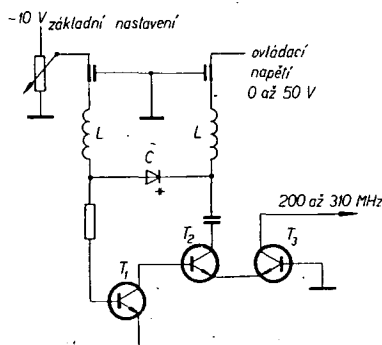 -10 V
základní nastavení
ovládací
napětí
0 až 50 V
L
L
C
+
200 až 310 MHz
T1
T2
T3